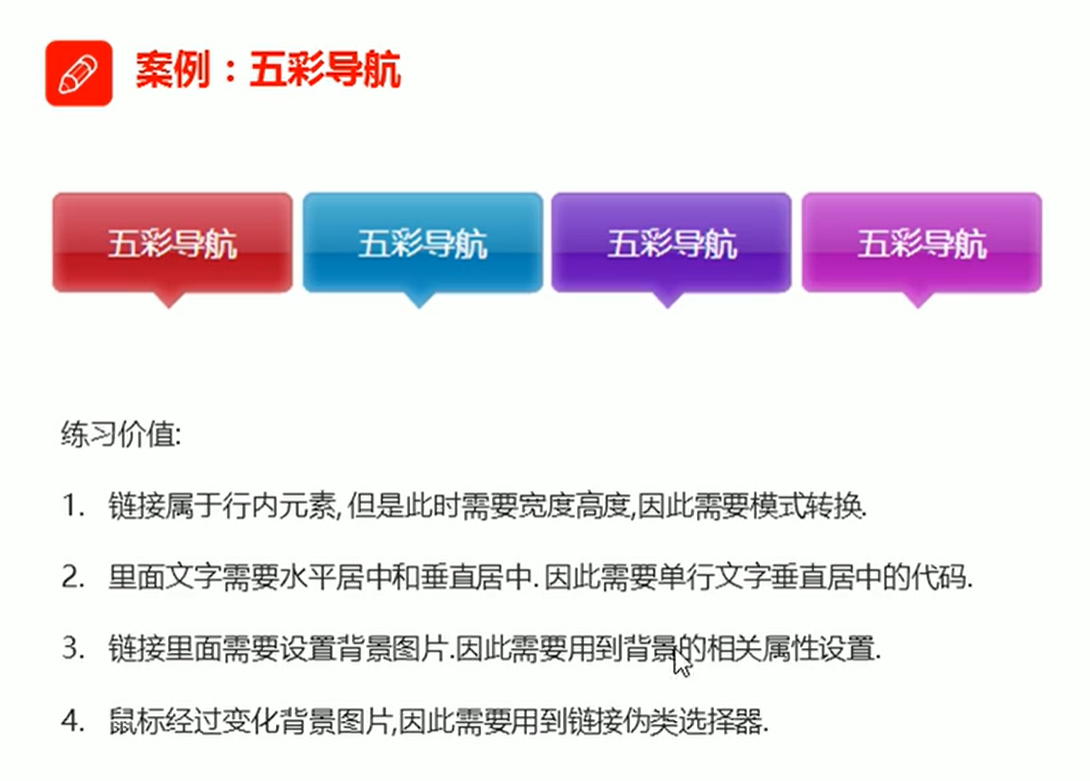 案例：五彩导航
五彩导航 五彩导航 五彩导航 五彩导航
练习价值:
1. 链接属于行内元素, 但是此时需要宽度高度,因此需要模式转换.
2. 里面文字需要水平居中和垂直居中. 因此需要单行文字垂直居中的代码.
3. 链接里面需要设置背景图片.因此需要用到背景的相关属性设置.
4. 鼠标经过变化背景图片,因此需要用到链接伪类选择器.